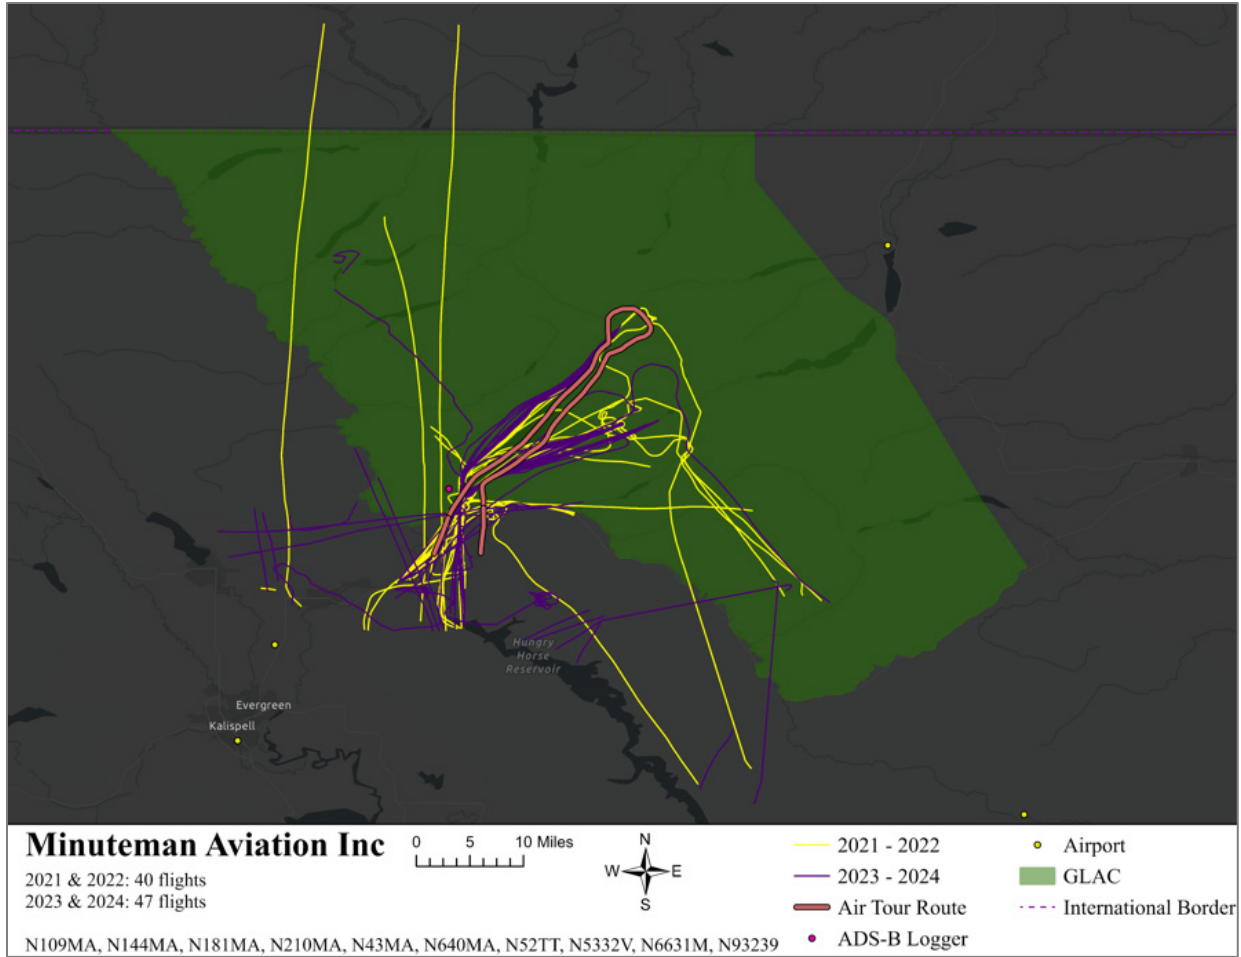 Hungry
Horse
Reservoir
Evergreen
Kalispell
Minuteman Aviation Inc
2021 & 2022: 40 flights
2023 & 2024: 47 flights
N109MA, N144MA, N181MA, N210MA, N43MA, N640MA, N52TT, N5332V, N6631M, N93239
0 5 10 Miles
N
W E
S
2021 - 2022
2023 - 2024
Air Tour Route
ADS-B Logger
Airport
GLAC
International Border